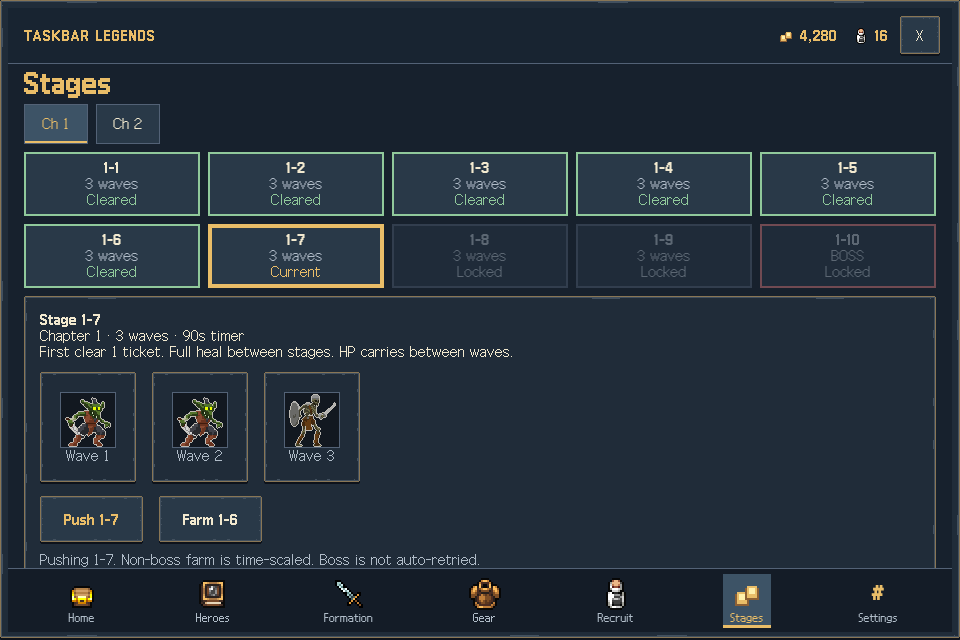 TASKBAR LEGENDS
4,280
16
X
Stages
Ch 1
Ch 2
1-1
3 waves
Cleared
1-2
3 waves
Cleared
1-3
3 waves
Cleared
1-4
3 waves
Cleared
1-5
3 waves
Cleared
1-6
3 waves
Cleared
1-7
3 waves
Current
1-8
3 waves
Locked
1-9
3 waves
Locked
1-10
BOSS
Locked
Stage 1-7
Chapter 1 · 3 waves · 90s timer
First clear 1 ticket. Full heal between stages. HP carries between waves.
Wave 1
Wave 2
Wave 3
Push 1-7
Farm 1-6
Pushing 1-7. Non-boss farm is time-scaled. Boss is not auto-retried.
Home
Heroes
Formation
Gear
Recruit
Stages
#
Settings